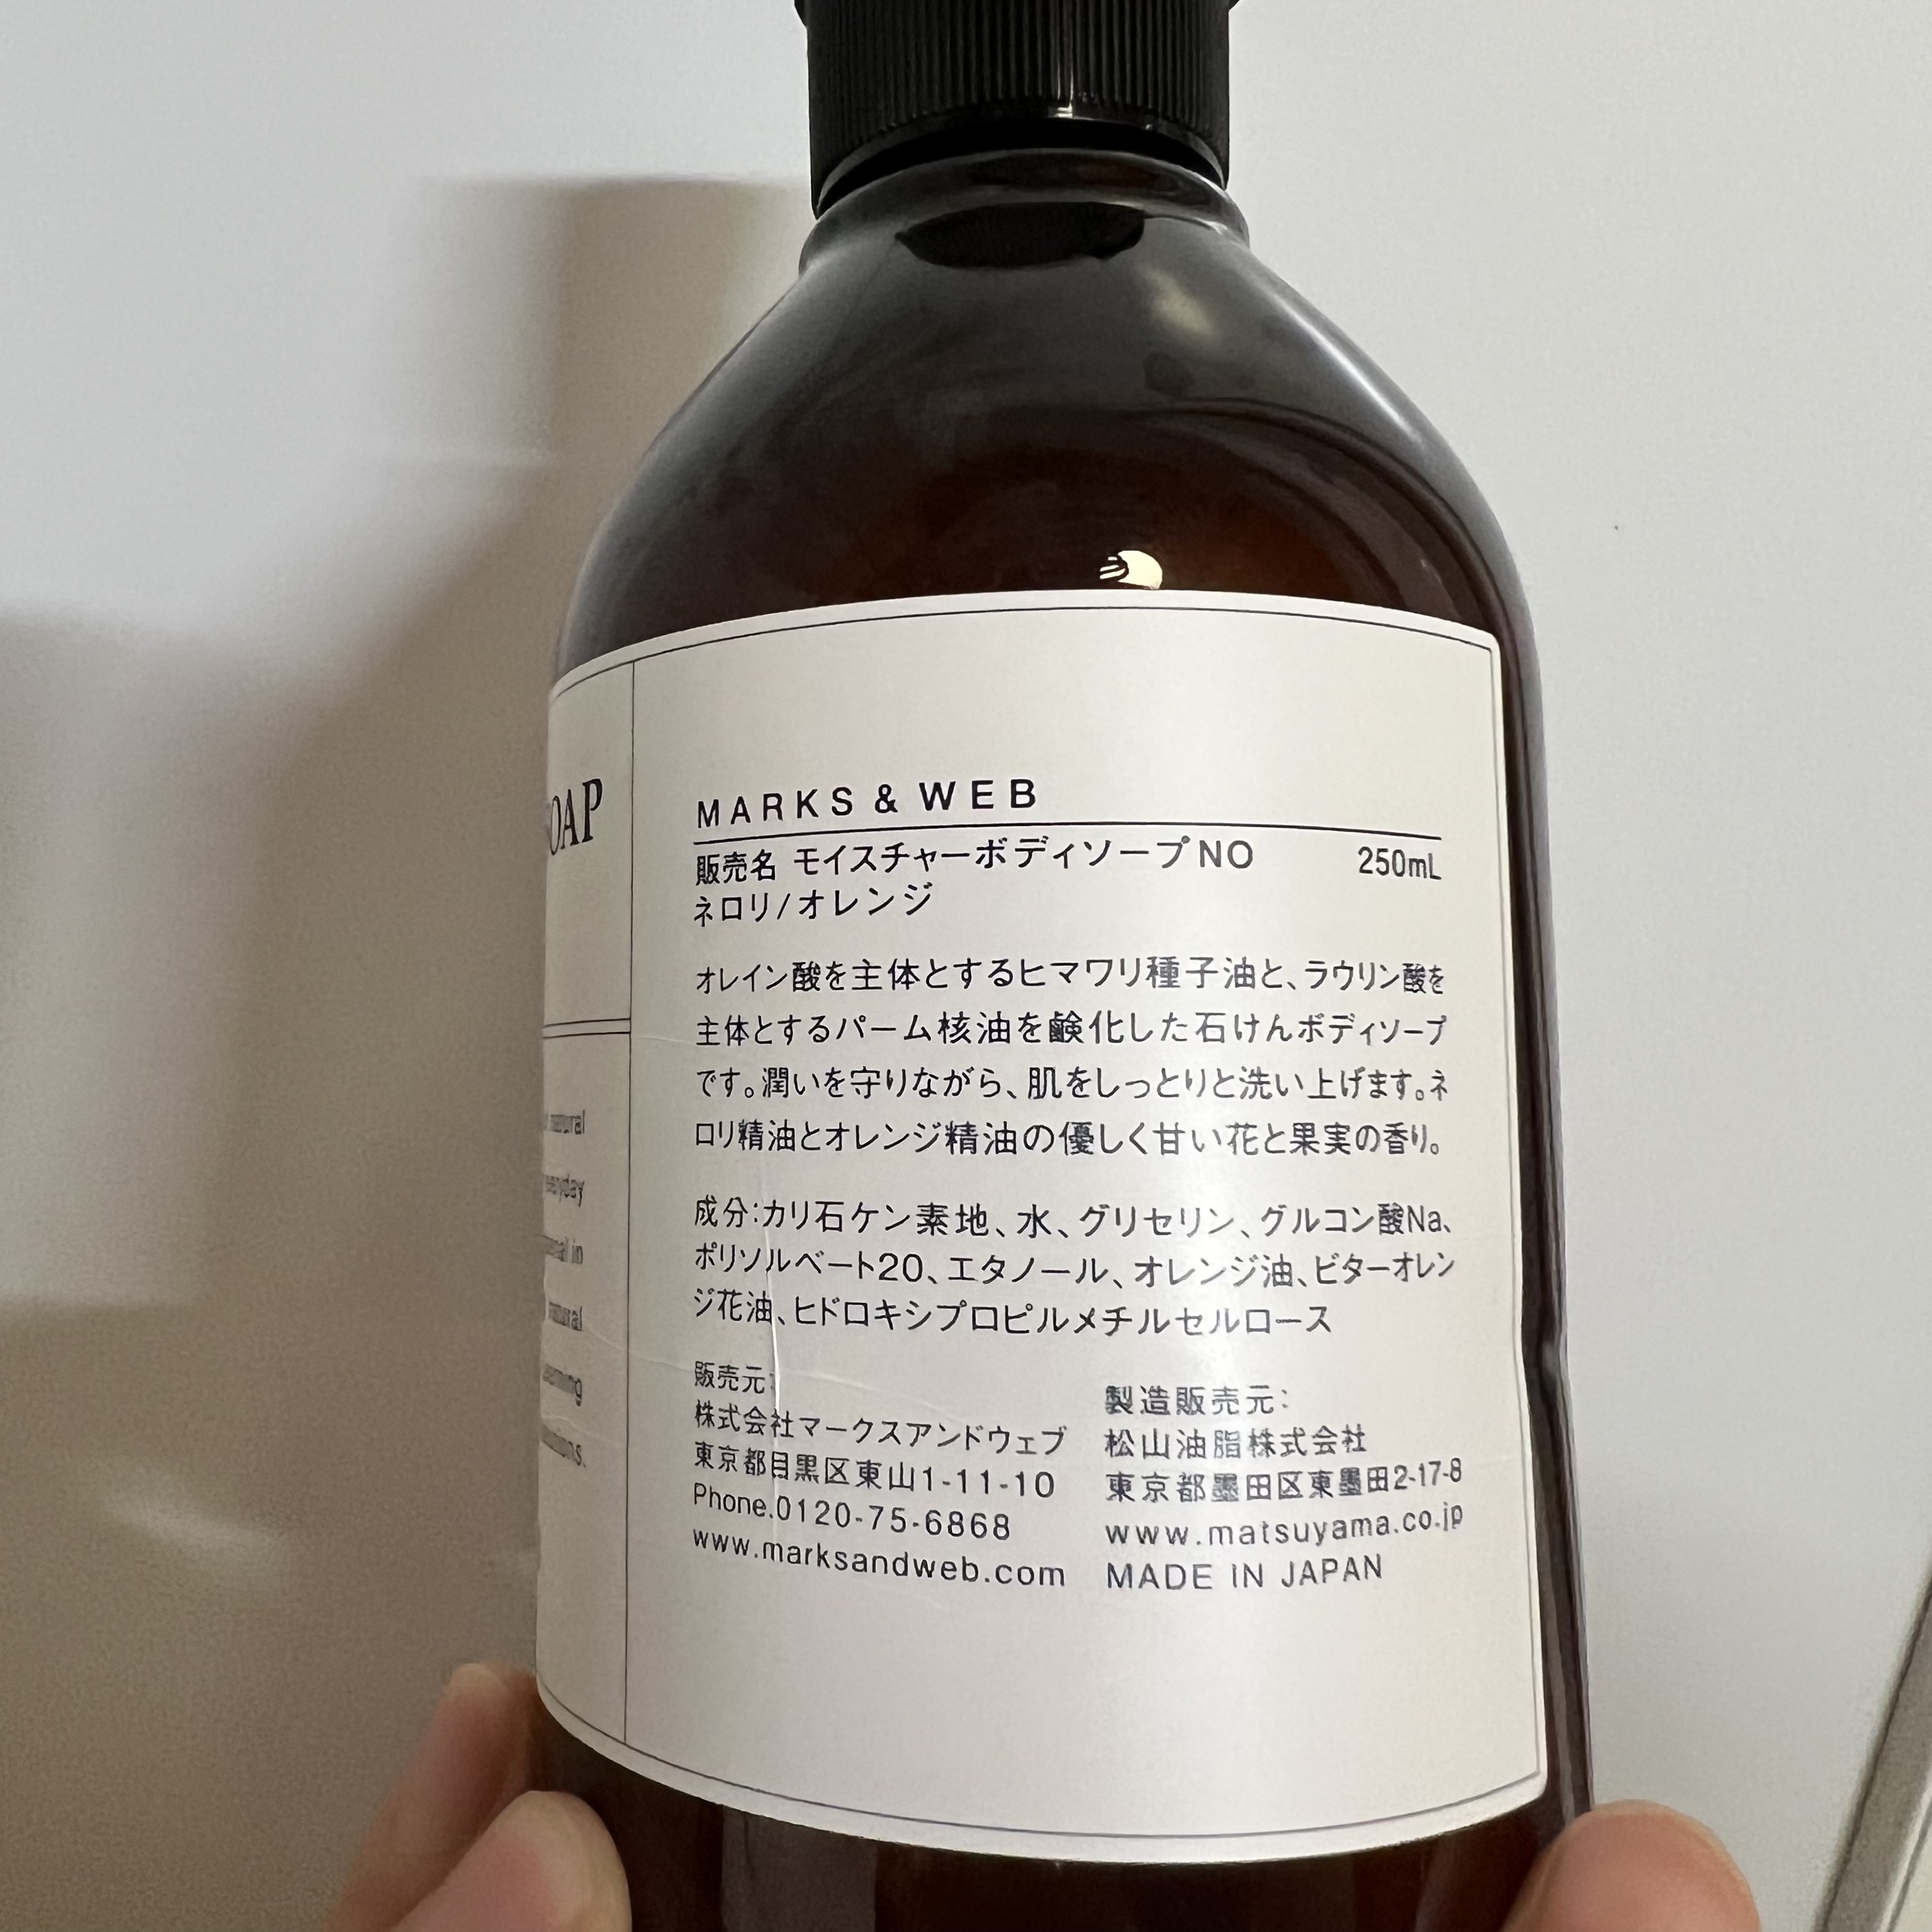 SOAP
natural
everyday
in
natural
MARKS & WEB
販売名 モイスチャーボディソープNO 250mL
ネロリ/オレンジ
オレイン酸を主体とするヒマワリ種子油と、ラウリン酸を
主体とするパーム核油を鹸化した石けんボディソープ
です。潤いを守りながら、肌をしっとりと洗い上げます。ネ
ロリ精油とオレンジ精油の優しく甘い花と果実の香り。
成分:カリ石ケン素地、水、グリセリン、グルコン酸Na、
ポリソルベート20、エタノール、オレンジ油、ビターオレン
ジ花油、ヒドロキシプロピルメチルセルロース
販売元:
株式会社マークスアンドウェブ
東京都目黒区東山1-11-10
Phone.0120-75-6868
www.marksandweb.com
製造販売元:
松山油脂株式会社
東京都墨田区東墨田2-17-8
www.matsuyama.co.jp
MADE IN JAPAN